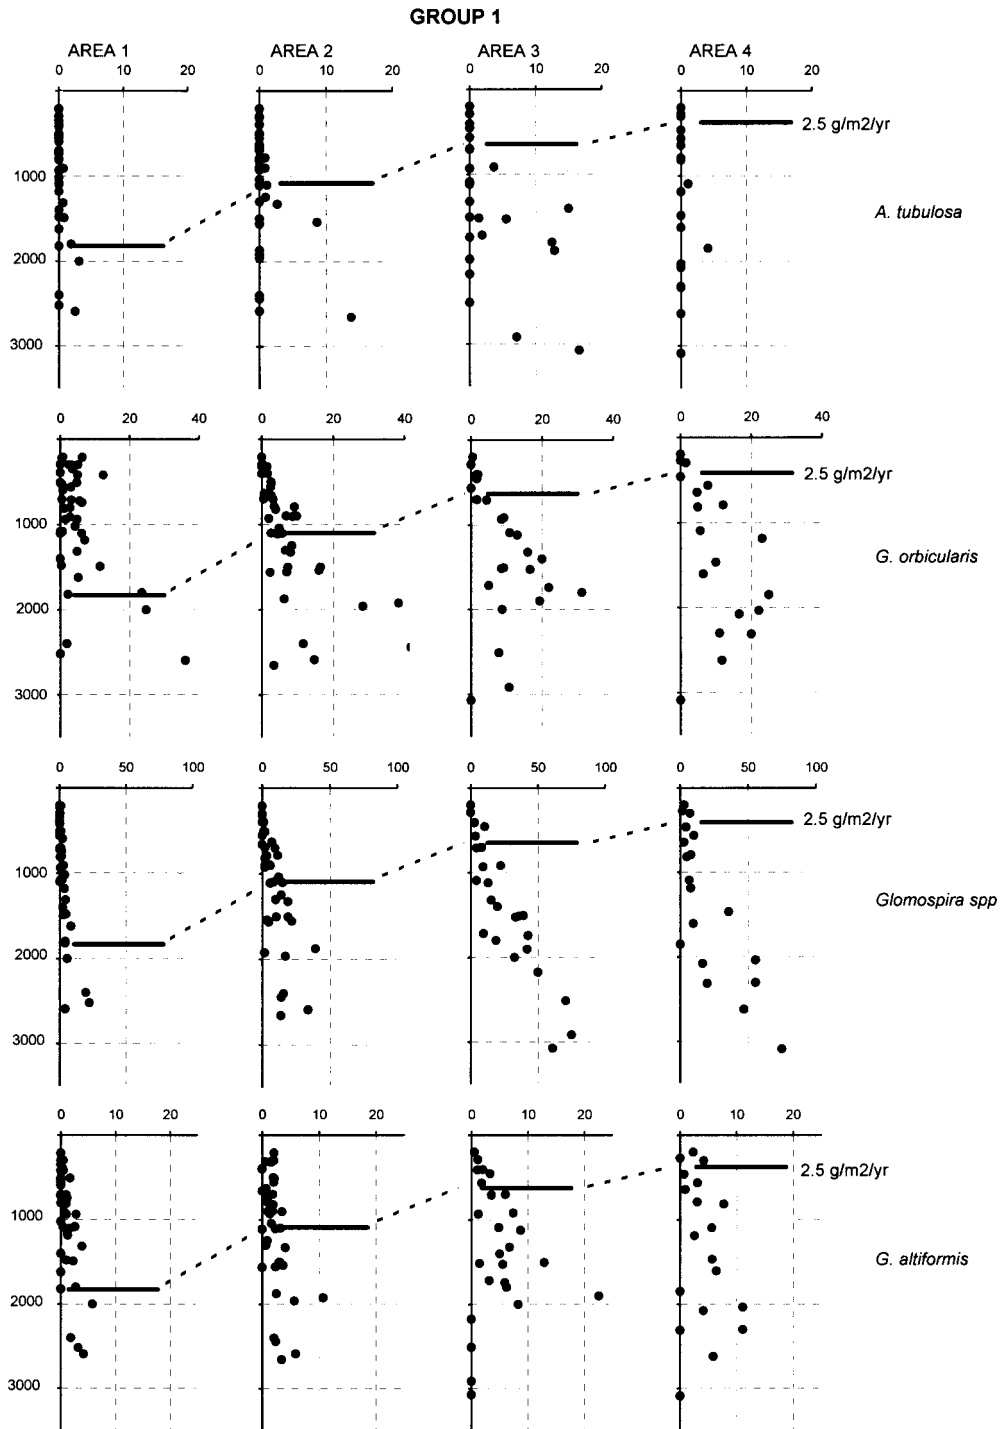 GROUP 1
AREA 1 AREA 2 AREA 3 AREA 4
0 10 20 0 10 20 0 10 20 0 10 20
2.5 g/m2/yr
1000
A. tubulosa
2000
3000
0 20 40 0 20 40 0 20 40 0 20 40
2.5 g/m2/yr
1000
G. orbicularis
2000
3000
0 50 100 0 50 100 0 50 100 0 50 100
2.5 g/m2/yr
1000
Glomospira spp
2000
3000
0 10 20 0 10 20 0 10 20 0 10 20
2.5 g/m2/yr
1000
G. altiformis
2000
3000